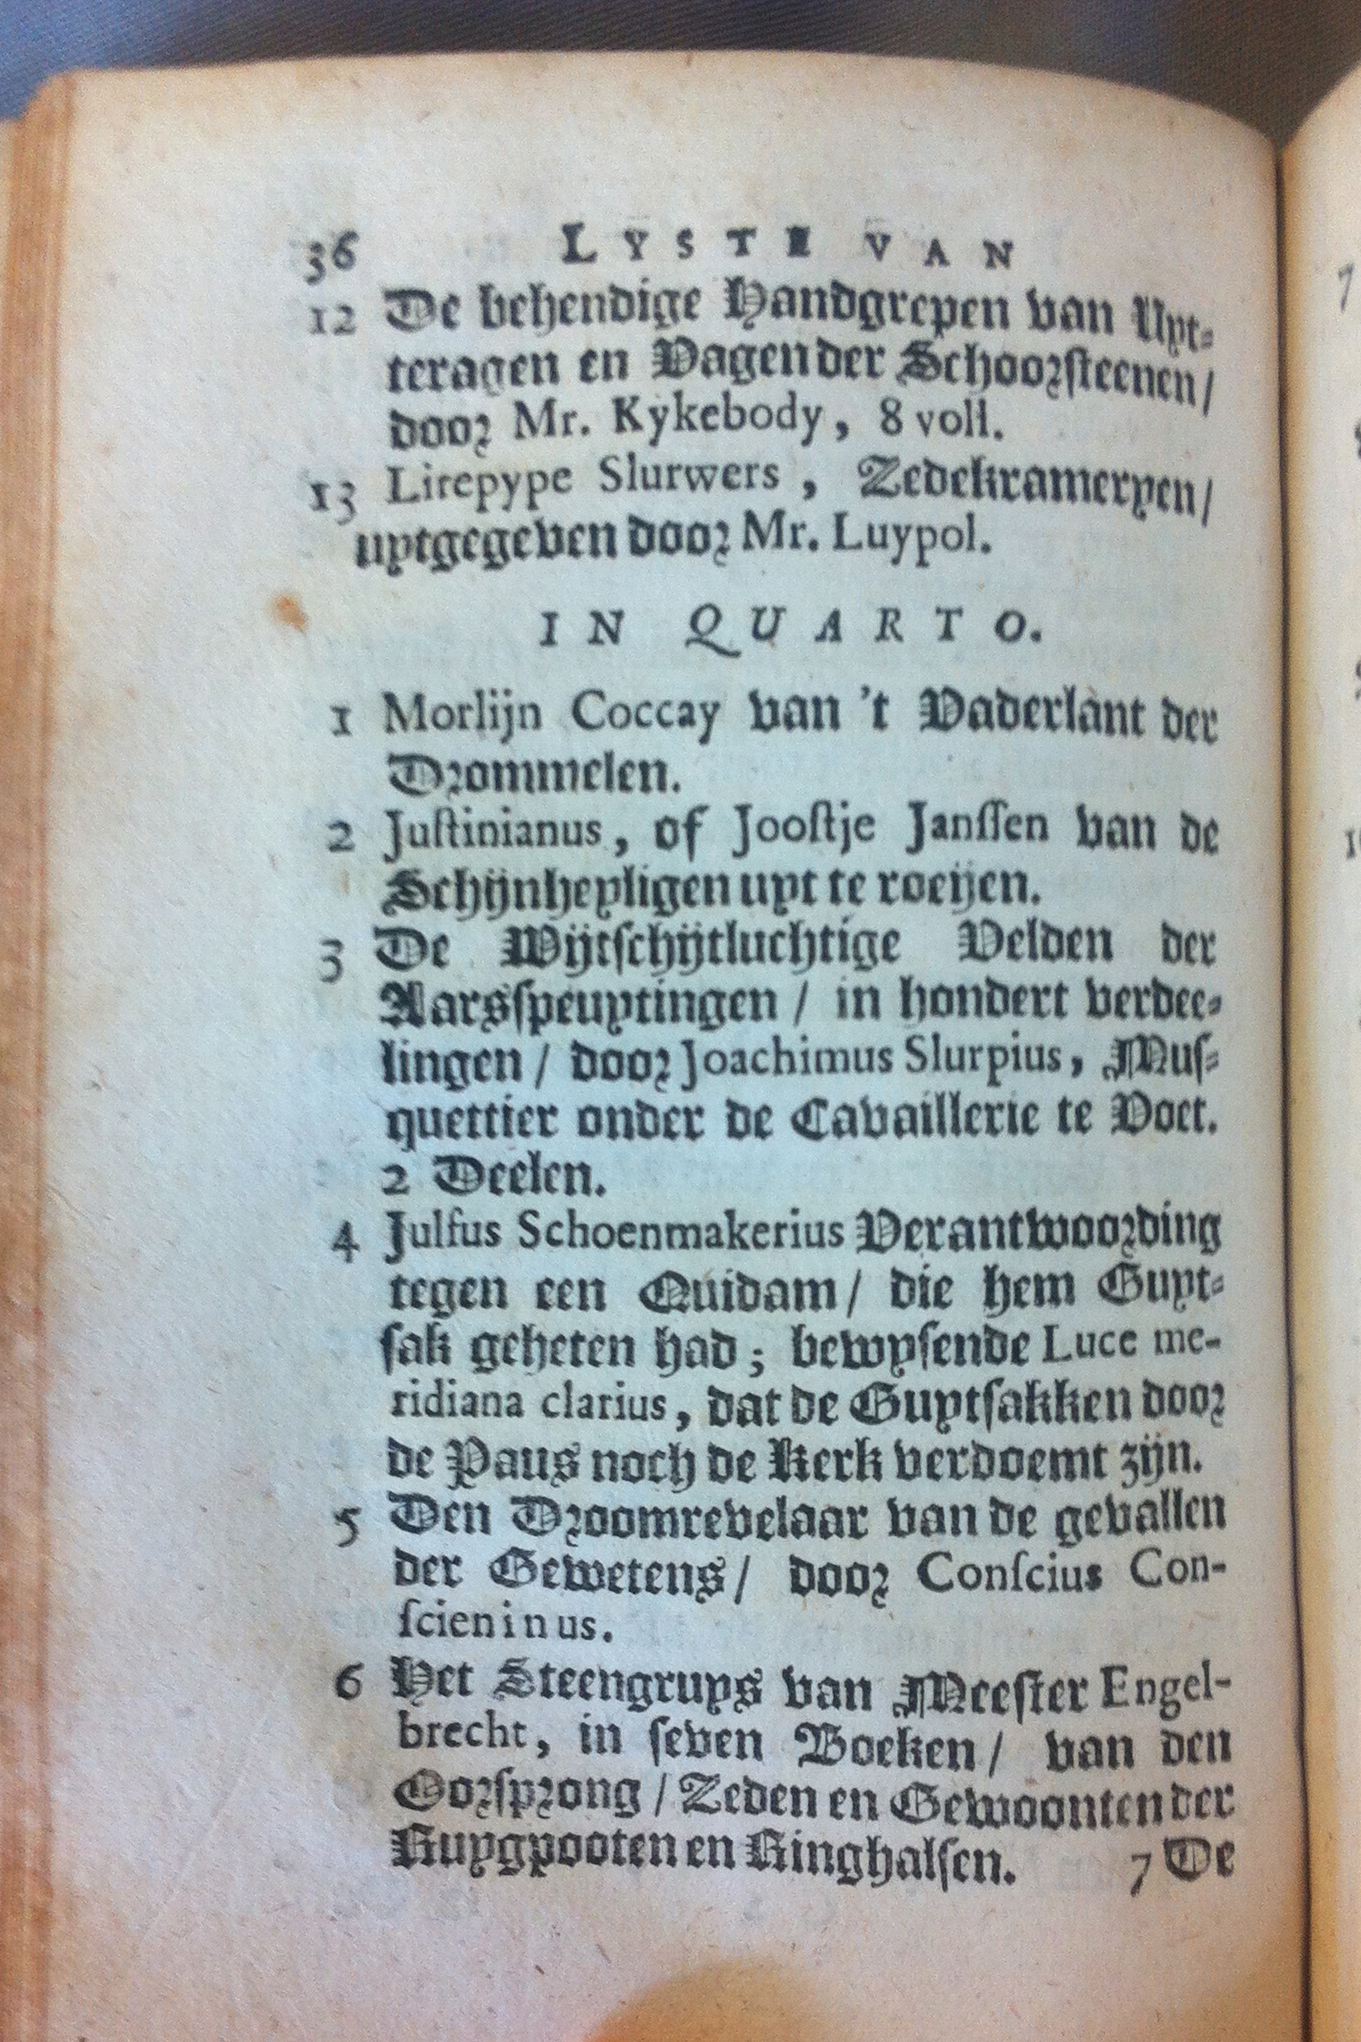 36 LYSTE VAN
12 De behendige Handgrepen van Uyt-
teragen en Vagen der Schoorsteenen/
door Mr. Kykebody, 8 voll.
13 Lirepype Slurwers, Zedekrameryen/
uytgegeven door Mr. Luypol.
IN QUARTO.
1 Morlijn Coccay van 't Vaderlant der
Drommelen.
2 Juſtinianus, of Jooſtje Janſſen van de
Schijnheyligen uyt te roeijen.
3 De Wijtſchijtluchtige Velden der
Aarsſpeuytingen / in hondert verdee-
lingen / door Joachimus Slurpius, Muſ-
quettier onder de Cavaillerie te Voet.
2 Deelen.
4 Julfus Schoenmakerius Verantwoording
tegen een Quidam / die hem Guyt-
ſak geheten had; bewyſende Luce me-
ridiana clarius, dat de Guytſakken door
de Paus noch de Kerk verdoemt zijn.
5 Den Droomrevelaar van de gevallen
der Gewetens / door Conſcius Con-
ſcieninus.
6 Het Steengruys van Meeſter Engel-
brecht, in ſeven Boeken / van den
Oorſprong / Zeden en Gewoonten der
Ruygpooten en Ringhalſen. 7 De